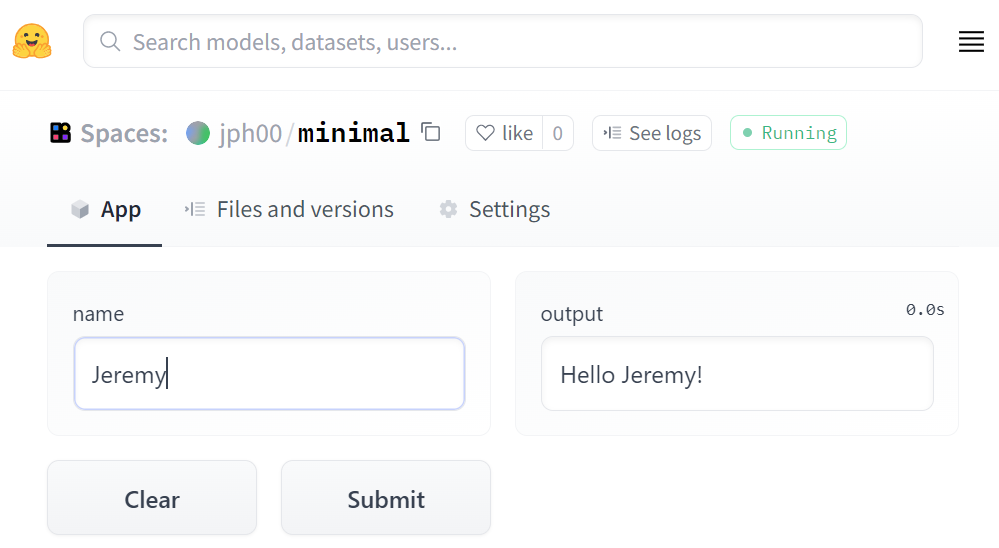 Search models, datasets, users...
Spaces: jph00/minimal like 0 See logs Running
App Files and versions Settings
name
Jeremy
output 0.0s
Hello Jeremy!
Clear Submit